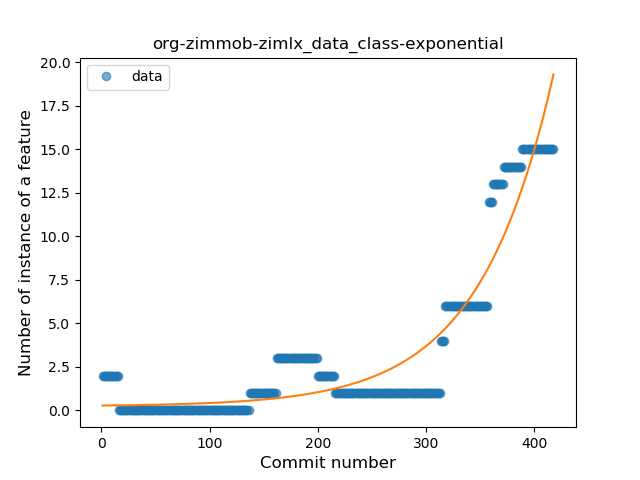 org-zimmob-zimlx_data_class-exponential
data
Number of instance of a feature
20.0
17.5
15.0
12.5
10.0
7.5
5.0
2.5
0.0
0 100 200 300 400
Commit number